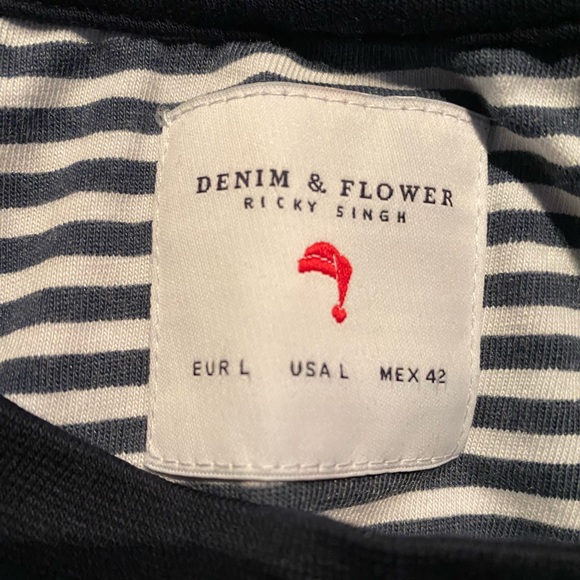 DENIM & FLOWER
RICKY SINGH
EUR L USA L MEX 42